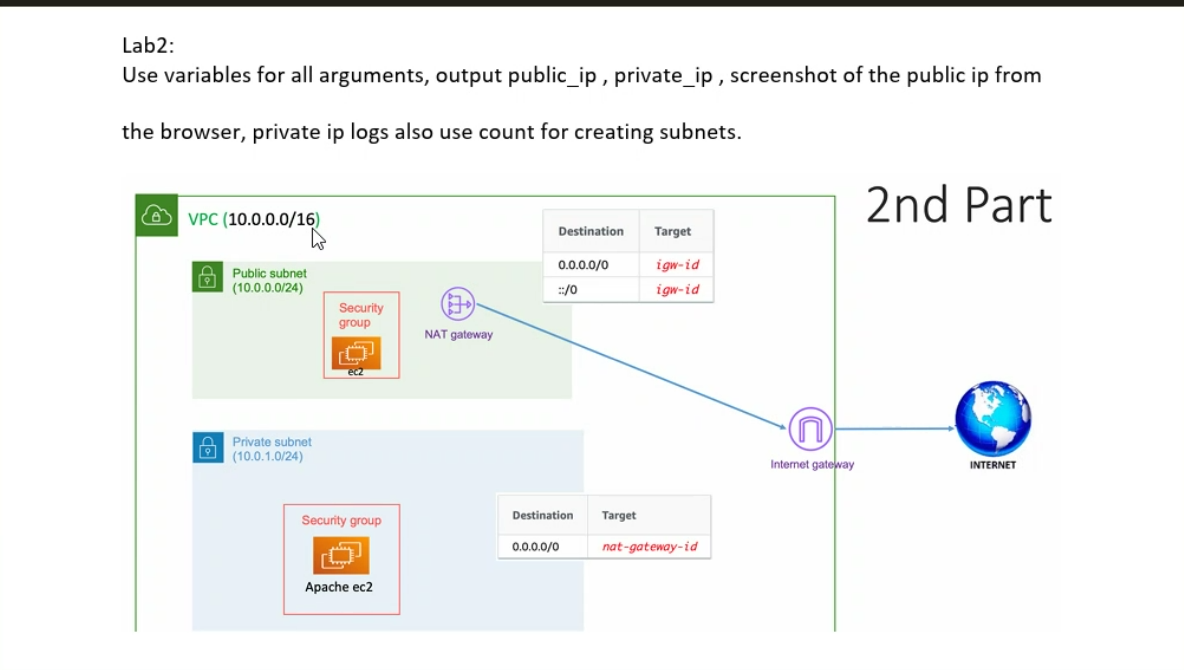 Lab2:
Use variables for all arguments, output public_ip , private_ip , screenshot of the public ip from
the browser, private ip logs also use count for creating subnets.
2nd Part
VPC (10.0.0.0/16)
Destination Target
0.0.0.0/0 igw-id
::/0 igw-id
Public subnet
(10.0.0.0/24)
Security
group
ec2
NAT gateway
Internet gateway
INTERNET
Private subnet
(10.0.1.0/24)
Destination Target
0.0.0.0/0 nat-gateway-id
Security group
Apache ec2